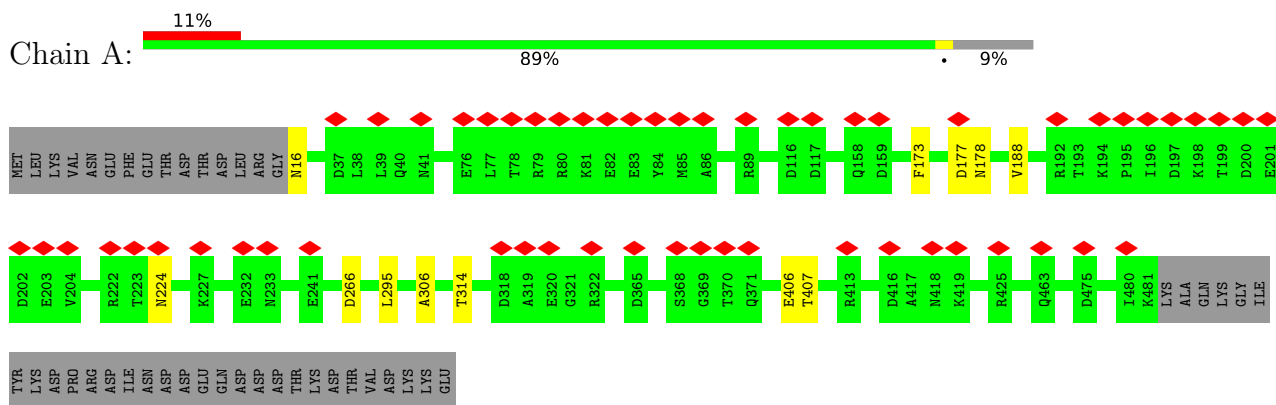 11%
Chain A:
89%
•
9%
MET LEU LYS VAL ASN GLU PHE GLU THR ASP THR ASP LEU ARG GLY N16 D37 L38 L39 Q40 N41 E76 L77 T78 R79 R80 K81 E82 E83 Y84 M85 A86 R89 D116 D117 Q158 D159 F173 D177 N178 V188 R192 T193 K194 P195 I196 D197 K198 T199 D200 E201
D202 E203 V204 R222 T223 N224 K227 E232 N233 E241 D266 L295 A306 T314 D318 A319 E320 G321 R322 D365 S368 G369 T370 Q371 E406 T407 R413 D416 A417 N418 K419 R425 Q463 D475 I480 K481 LYS ALA GLN LYS GLY ILE
TYR LYS ASP PRO ARG ASP ILE ASN ASP ASP GLU GLN ASP ASP ASP THR LYS ASP THR VAL ASP LYS LYS GLU